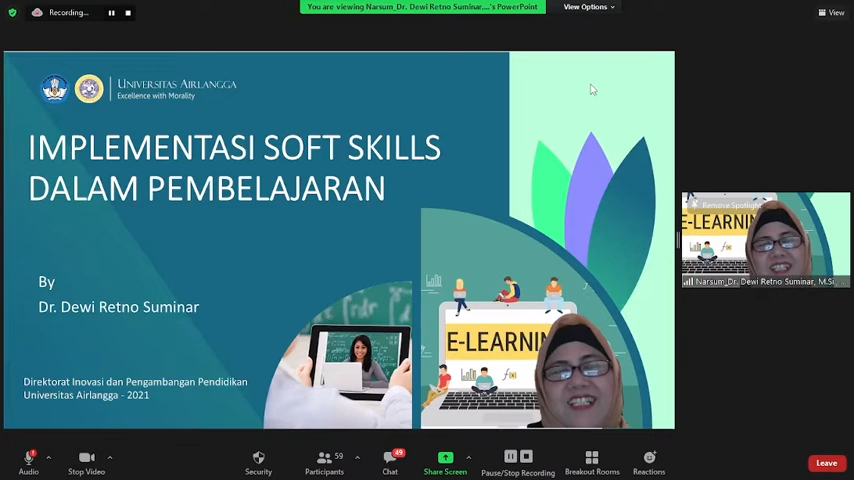 Recording...
You are viewing Narsum_Dr. Dewi Retno Suminar,...'s PowerPoint
View Options
View
UNIVERSITAS AIRLANGGA
Excellence with Morality
IMPLEMENTASI SOFT SKILLS
DALAM PEMBELAJARAN
By
Dr. Dewi Retno Suminar
Direktorat Inovasi dan Pengambangan Pendidikan
Universitas Airlangga - 2021
E-LEARNIN
Remove Spotlight
E-LEARNING
Narsum_Dr. Dewi Retno Suminar, M.Si,...
Audio
Stop Video
Security
Participants
59
Chat
49
Share Screen
Pause/Stop Recording
Breakout Rooms
Reactions
Leave